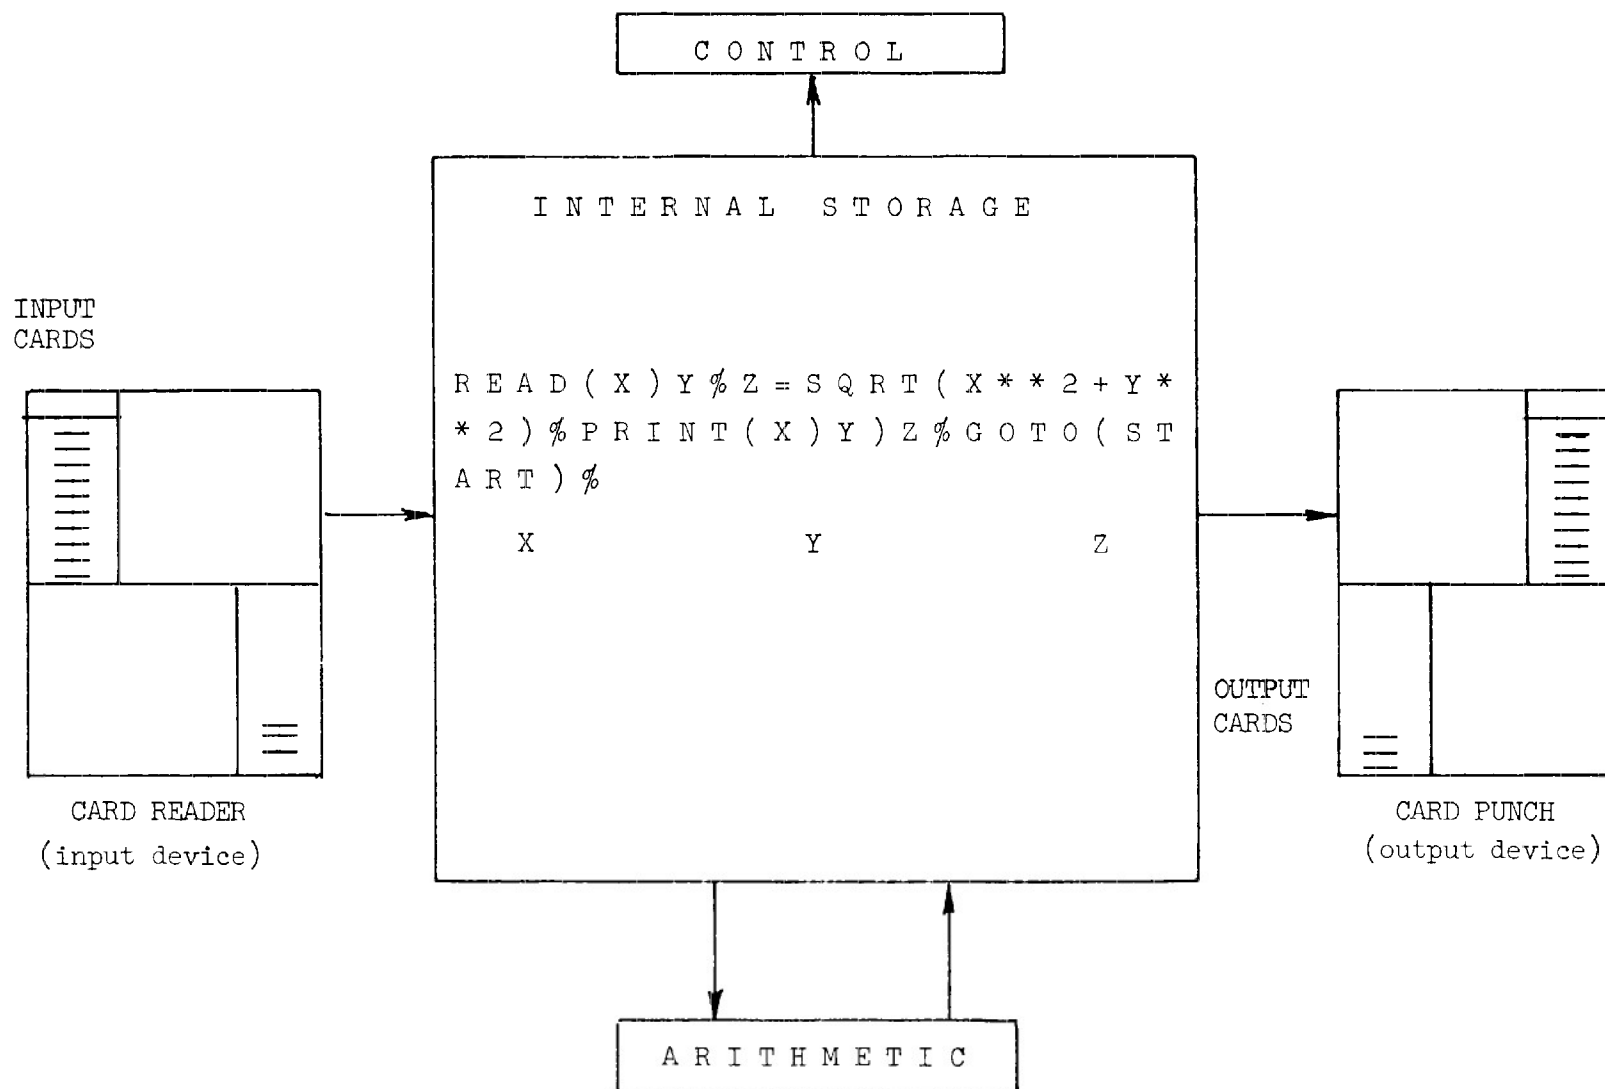 CONTROL
INTERNAL STORAGE
INPUT
CARDS
READ(X)Y%Z=SQRT(X**2+Y*
*2)%PRINT(X)Y)Z%GOTO(ST
ART)%
X Y Z
OUTPUT
CARDS
CARD READER
(input device)
CARD PUNCH
(output device)
ARITHMETIC